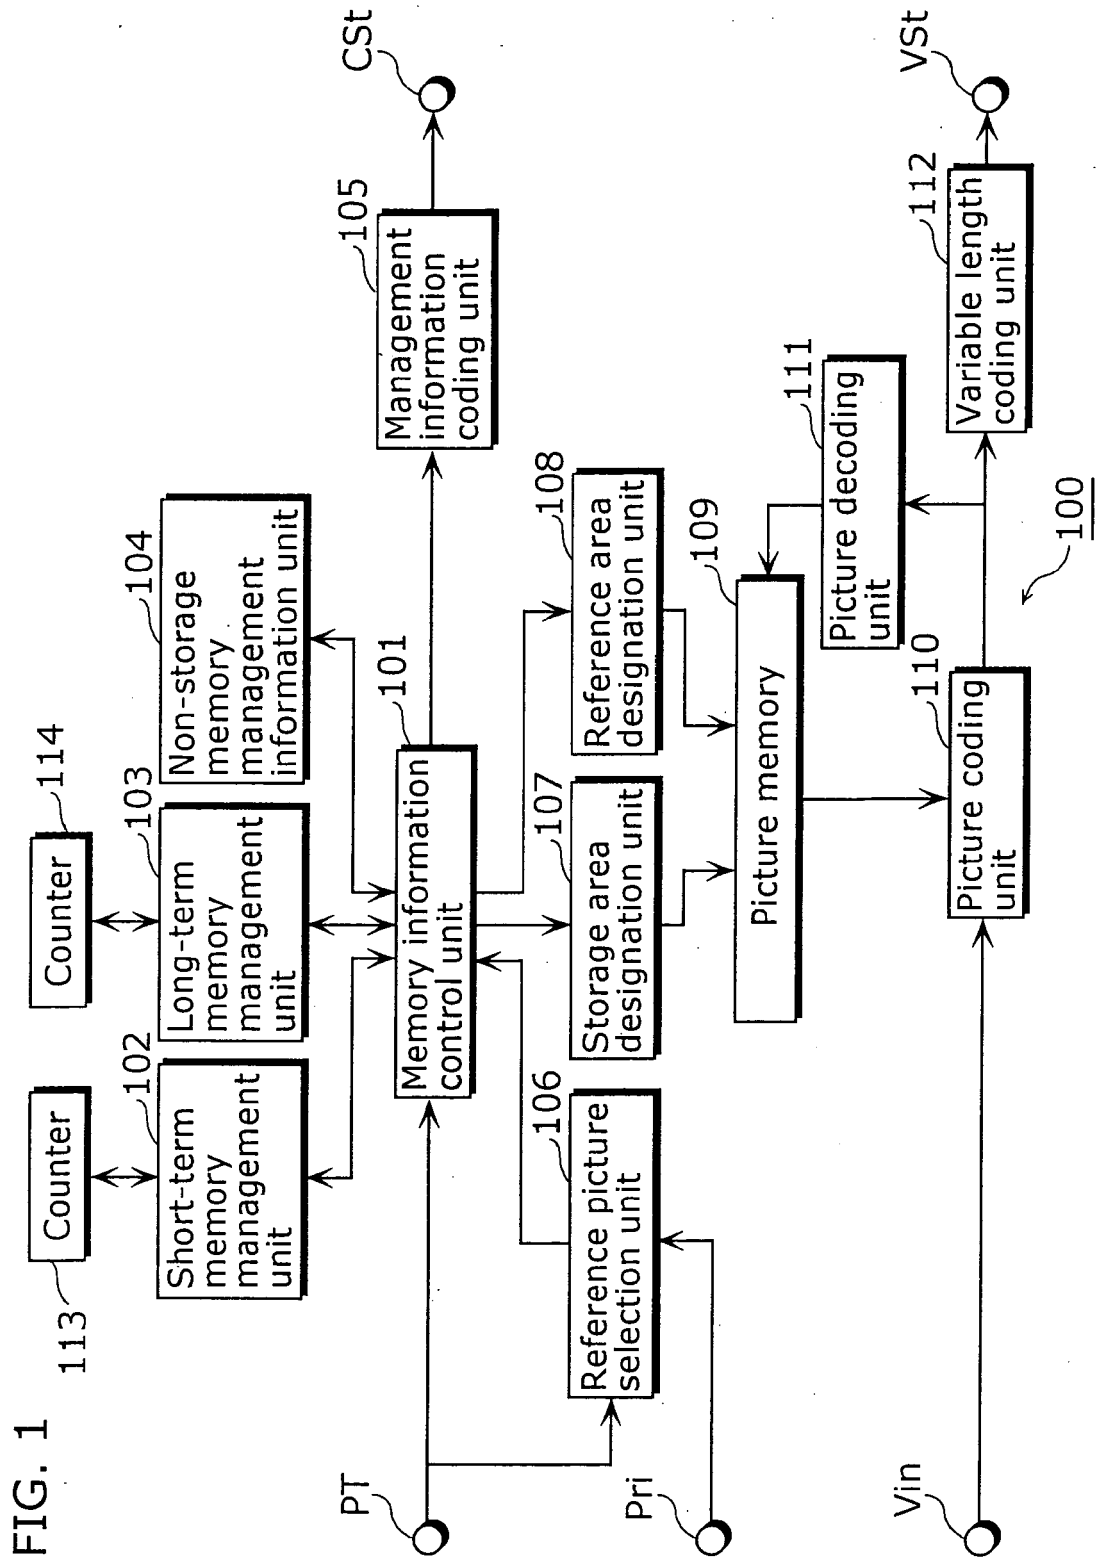 FIG. 1
113
Counter
114
Counter
102
Short-term
memory
management
unit
103
Long-term
memory
management
unit
104
Non-storage
memory
management
information unit
PT
101
Memory information
control unit
105
Management
information
coding unit
CSt
106
Reference picture
selection unit
107
Storage area
designation unit
108
Reference area
designation unit
Pri
109
Picture memory
111
Picture decoding
unit
Vin
110
Picture coding
unit
112
Variable length
coding unit
VSt
100